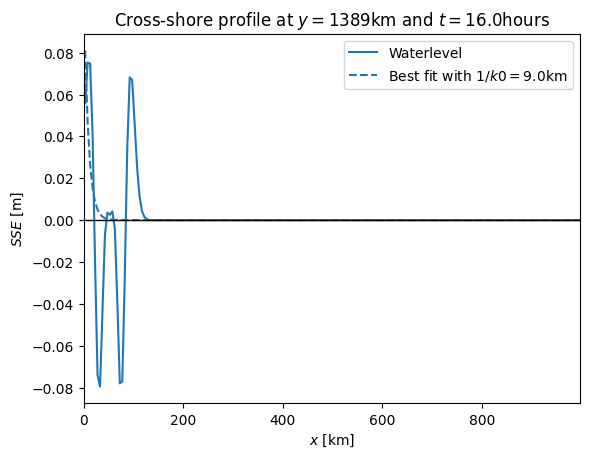 Cross-shore profile at y = 1389km and t = 16.0hours
Waterlevel
Best fit with 1/k0 = 9.0km
SSE [m]
0.08
0.06
0.04
0.02
0.00
−0.02
−0.04
−0.06
−0.08
0 200 400 600 800
x [km]